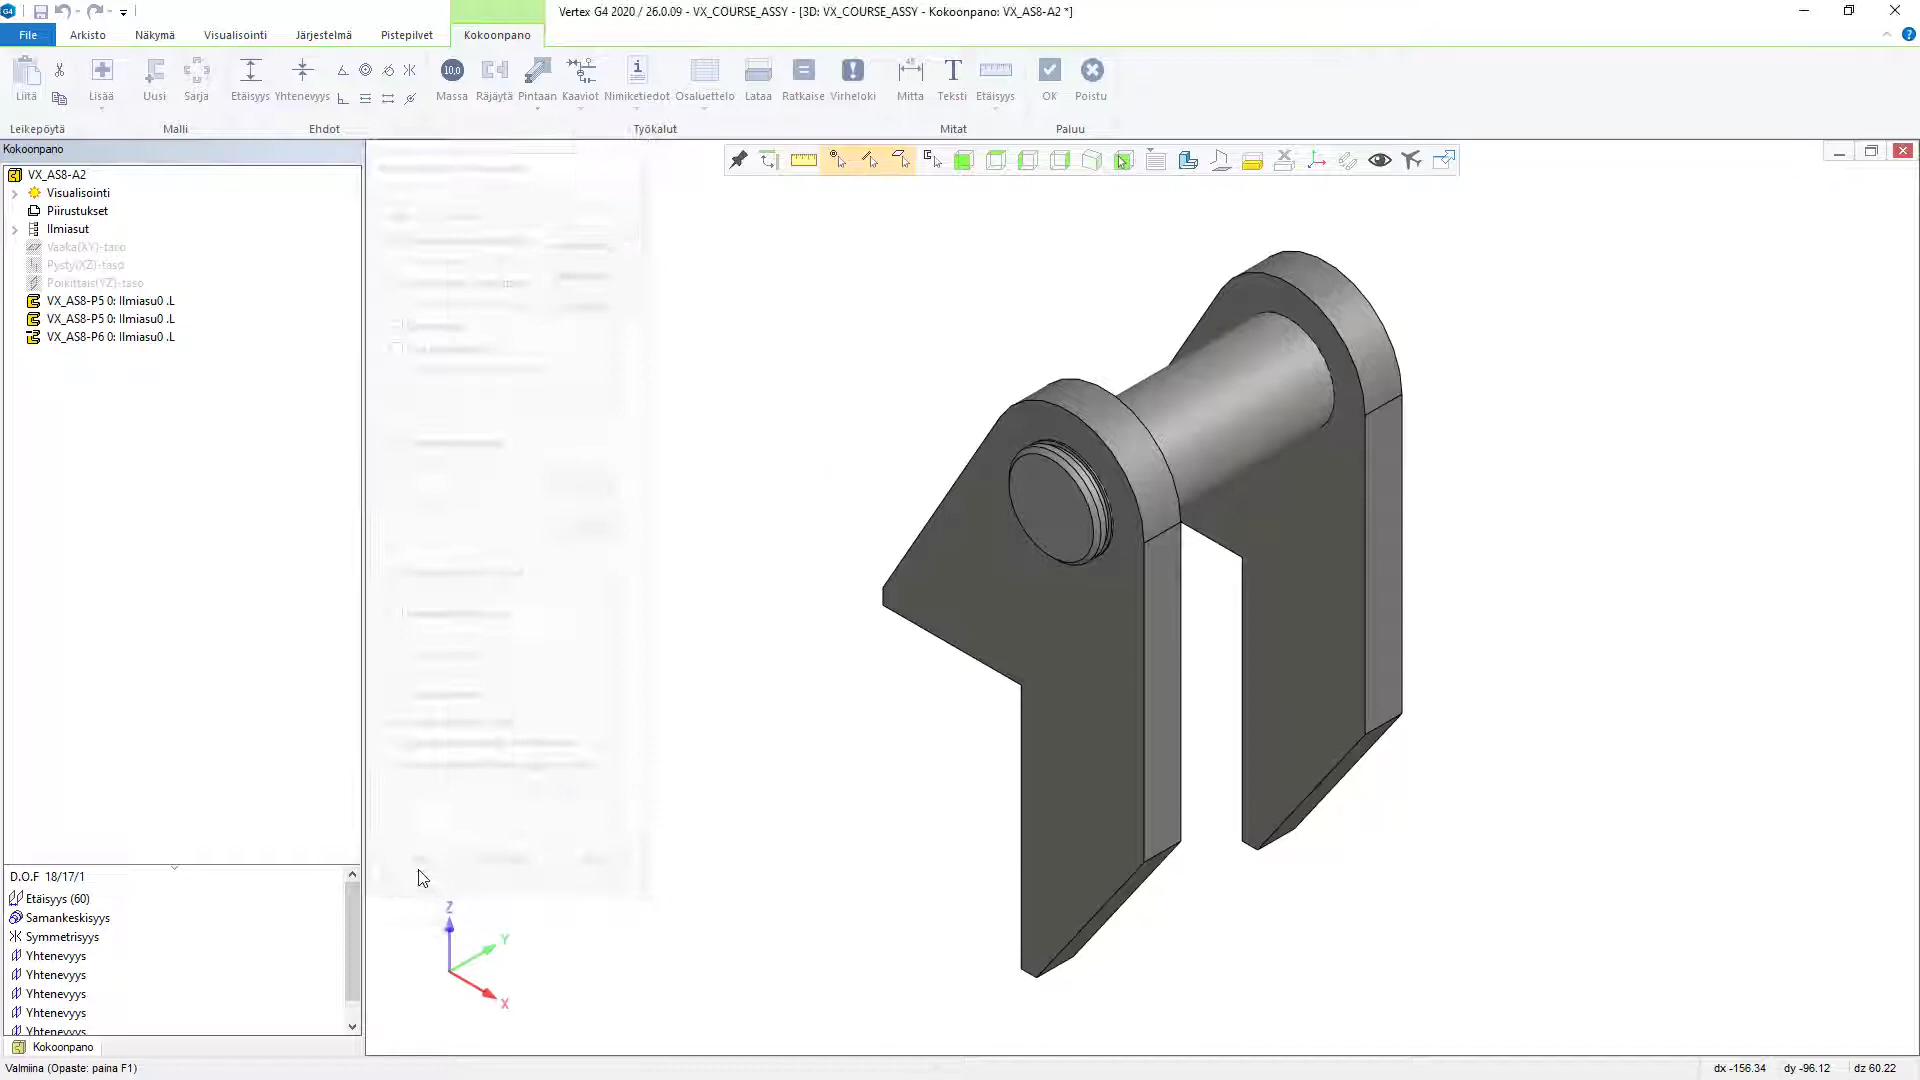 G4
Vertex G4 2020 / 26.0.09 - VX_COURSE_ASSY - [3D: VX_COURSE_ASSY - Kokoonpano: VX_AS8-A2 *]
File Arkisto Näkymä Visualisointi Järjestelmä Pistepilvet Kokoonpano
10,0
45
Liitä Lisää Uusi Sarja Etäisyys Yhtenevyys Massa Räjäytä Pintaan Kaaviot Nimiketiedot Osaluettelo Lataa Ratkaise Virheloki Mitta Teksti Etäisyys OK Poistu
Leikepöytä Malli Ehdot Työkalut Mitat Paluu
Kokoonpano
VX_AS8-A2
Visualisointi
Piirustukset
Ilmiasut
Vaaka(XY)-taso
Pysty(XZ)-taso
Poikittais(YZ)-taso
VX_AS8-P5 0: Ilmiasu0 .L
VX_AS8-P5 0: Ilmiasu0 .L
VX_AS8-P6 0: Ilmiasu0 .L
D.O.F 18/17/1
Etäisyys (60)
Samankeskisyys
Symmetrisyys
Yhtenevyys
Yhtenevyys
Yhtenevyys
Yhtenevyys
Yhtenevyys
Z
Y
X
Kokoonpano
Valmiina (Opaste: paina F1)
dx -156.34 dy -96.12 dz 60.22